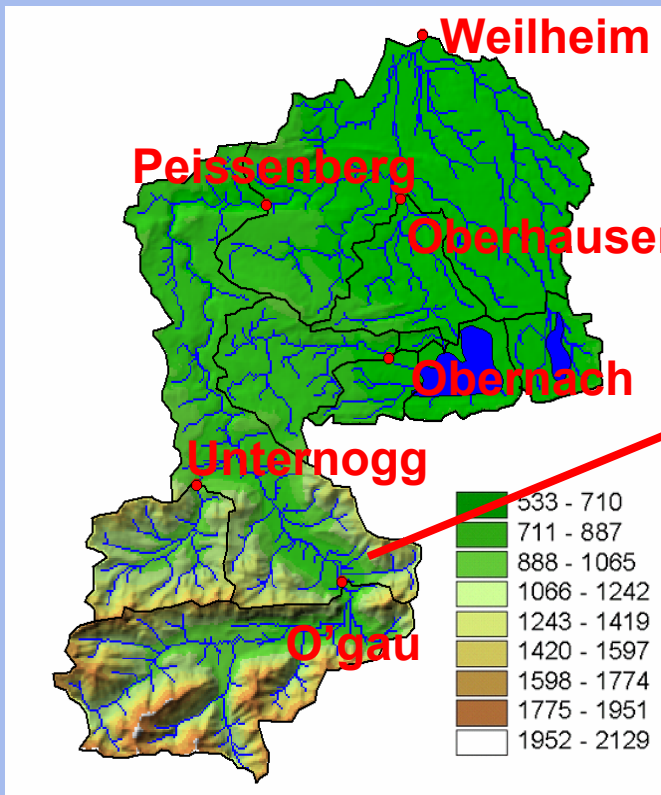 Weilheim
Peissenberg
Oberhausen
Obernach
Unternogg
O'gau
533 - 710
711 - 887
888 - 1065
1066 - 1242
1243 - 1419
1420 - 1597
1598 - 1774
1775 - 1951
1952 - 2129